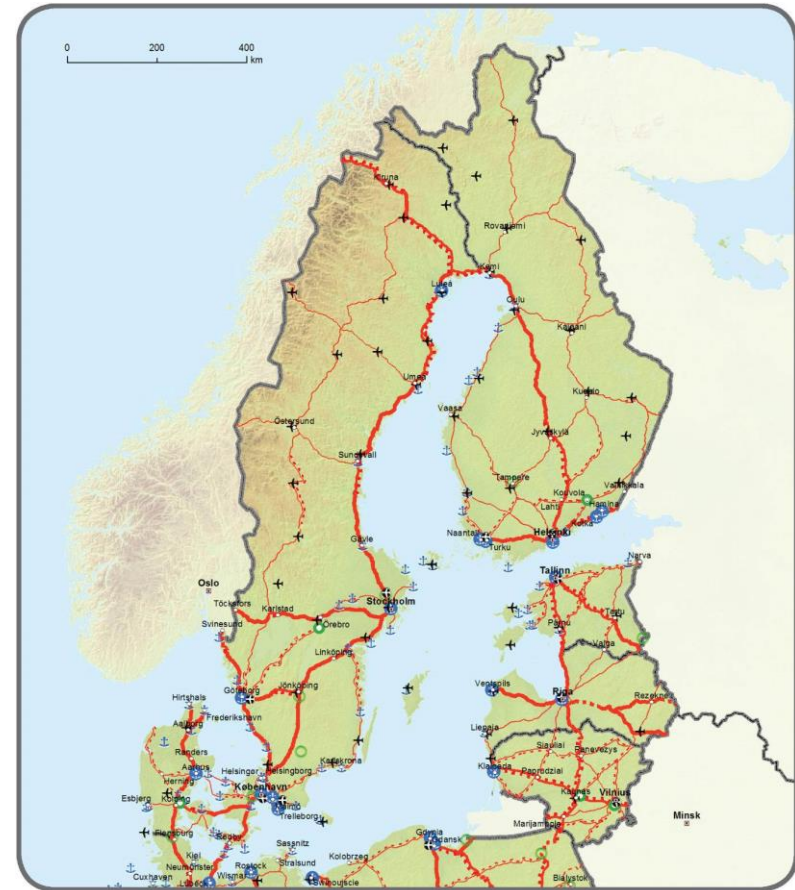 0 200 400
km
Kiruna
Rovaniemi
Kemi
Luleå
Oulu
Kajaani
Umeå
Kuopio
Vaasa
Östersund
Jyväskylä
Sundsvall
Tampere
Kouvola
Vainikkala
Lahti
Hamina
Kotka
Naantali
Helsinki
Turku
Gävle
Narva
Tallinn
Oslo
Stockholm
Töcksfors
Karlstad
Örebro
Tartu
Pärnu
Svinesund
Linköping
Valga
Göteborg
Jönköping
Ventspils
Riga
Rezekne
Hirtshals
Frederikshavn
Aalborg
Liepaja
Siauliai
Panevezys
Randers
Karlskrona
Aarhus
Helsingør
Helsingborg
Klaipeda
Herning
København
Kaunas
Vilnius
Esbjerg
Kolding
Malmö
Trelleborg
Minsk
Marijampole
Flensburg
Gdynia
Gdansk
Sassnitz
Kiel
Kolobrzeg
Neumünster
Rostock
Stralsund
Cuxhaven
Wismar
Bialystok
Lübeck
Swinoujscie